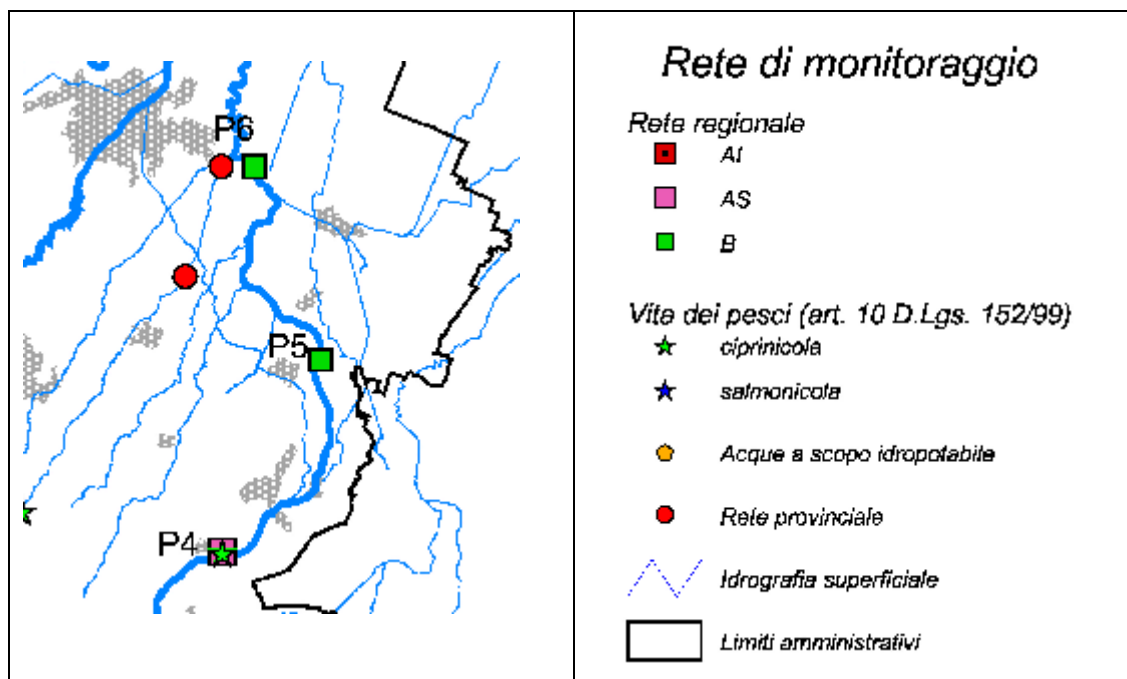 P6
P5
P4
Rete di monitoraggio
Rete regionale
AI
AS
B
Vita dei pesci (art. 10 D.Lgs. 152/99)
ciprinicola
salmonicola
Acque a scopo idropotabile
Rete provinciale
Idrografia superficiale
Limiti amministrativi